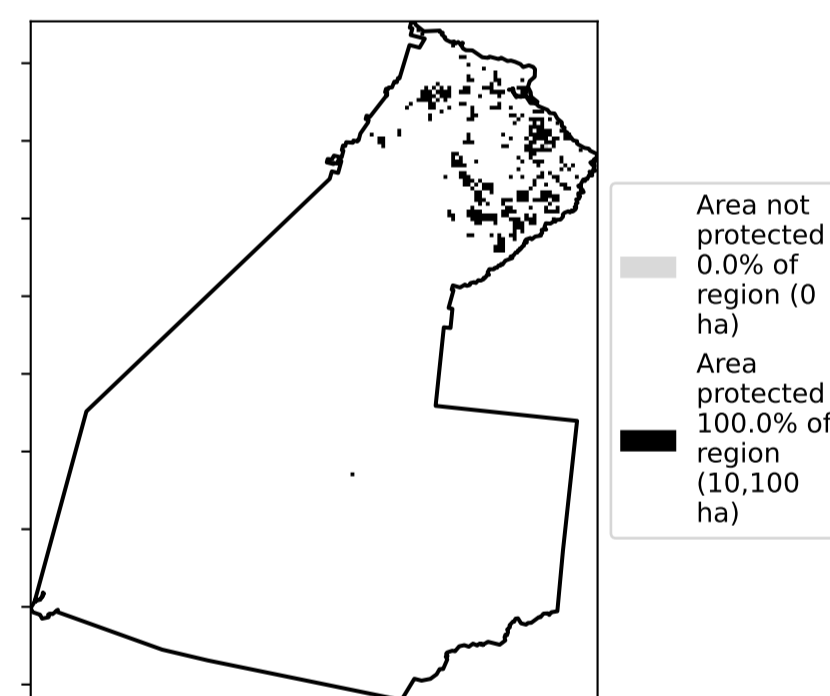 Area not
protected
0.0% of
region (0
ha)
Area
protected
100.0% of
region
(10,100
ha)